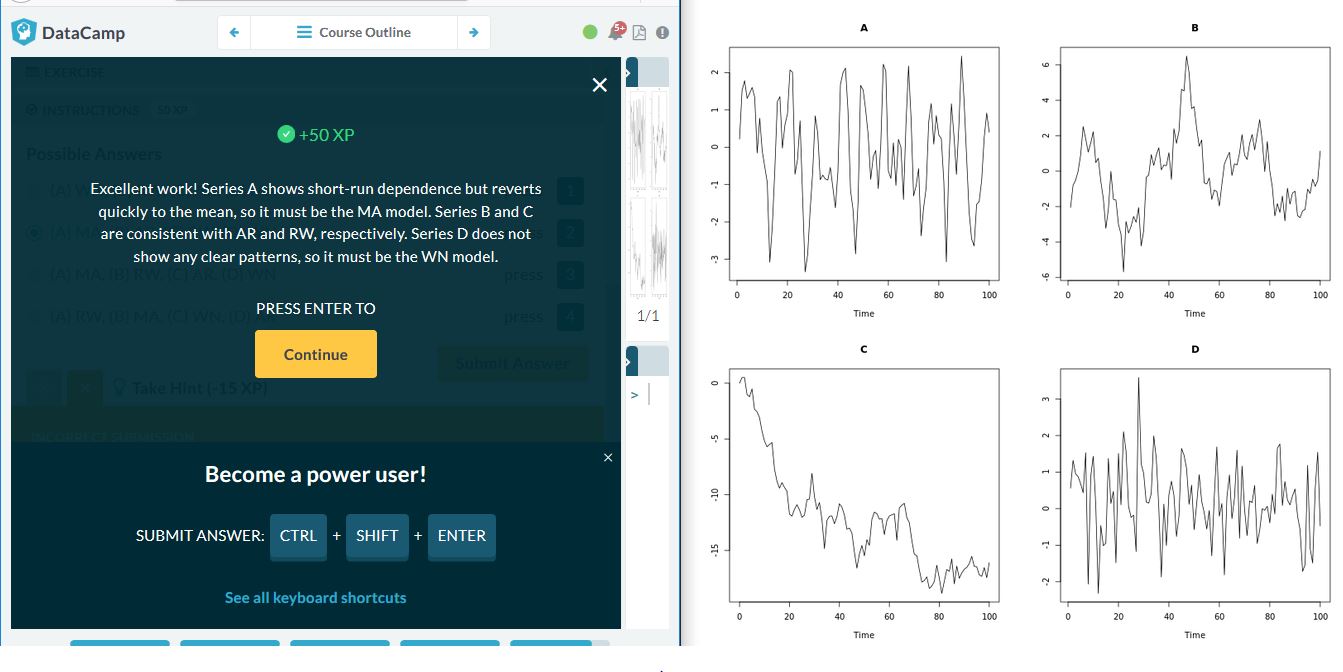 DataCamp
Course Outline
5+
EXERCISE
INSTRUCTIONS 50 XP
+50 XP
Possible Answers
Excellent work! Series A shows short-run dependence but reverts
quickly to the mean, so it must be the MA model. Series B and C
are consistent with AR and RW, respectively. Series D does not
show any clear patterns, so it must be the WN model.
1
2
(A) MA, (B) RW, (C) AR, (D) WN press 3
(A) RW, (B) MA, (C) WN, (D) press 4
PRESS ENTER TO
Continue
Submit Answer
Take Hint (-15 XP)
INCORRECT SUBMISSION
1/1
>
Become a power user!
SUBMIT ANSWER: CTRL + SHIFT + ENTER
See all keyboard shortcuts
A
2
1
0
-1
-2
-3
0 20 40 60 80 100
Time
B
6
4
2
0
-2
-4
-6
0 20 40 60 80 100
Time
C
0
-5
-10
-15
0 20 40 60 80 100
Time
D
3
2
1
0
-1
-2
0 20 40 60 80 100
Time